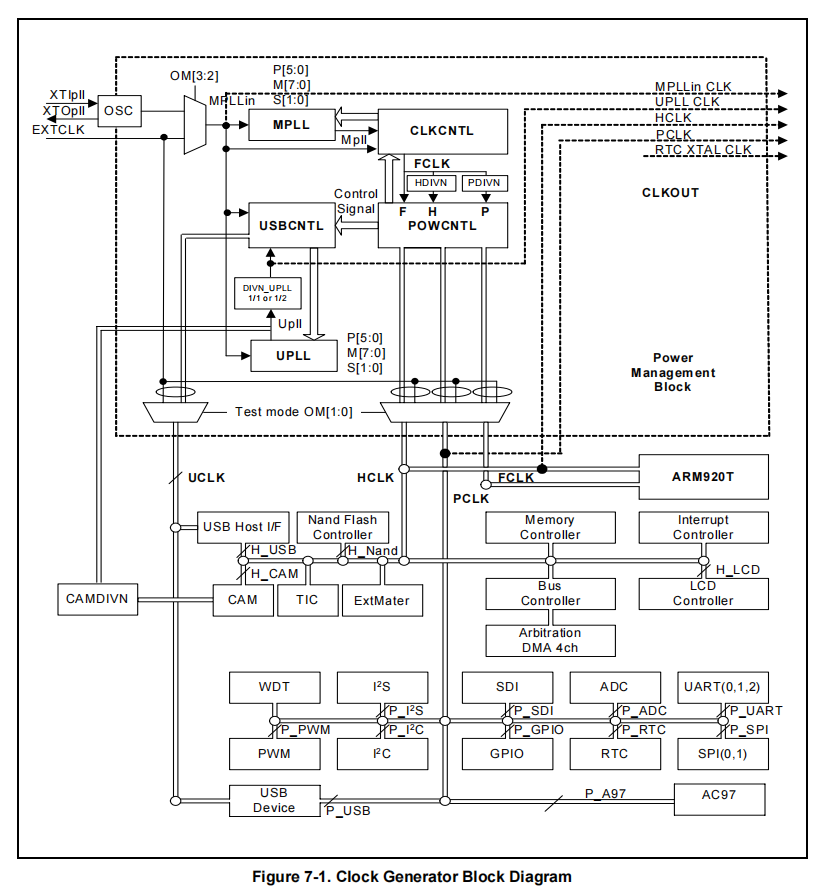 P[5:0]
OM[3:2]
M[7:0]
XTIpll
MPLLin
S[1:0]
MPLLin CLK
XTOpll
OSC
UPLL CLK
EXTCLK
MPLL
CLKCNTL
HCLK
Mpll
PCLK
RTC XTAL CLK
FCLK
HDIVN
PDIVN
Control
Signal
F
H
P
CLKOUT
USBCNTL
POWCNTL
DIVN_UPLL
1/1 or 1/2
Upll
P[5:0]
M[7:0]
S[1:0]
UPLL
Power
Management
Block
Test mode OM[1:0]
UCLK
HCLK
FCLK
PCLK
ARM920T
USB Host I/F
Nand Flash
Controller
Memory
Controller
Interrupt
Controller
H_USB
H_Nand
H_CAM
H_LCD
CAMDIVN
CAM
TIC
ExtMater
Bus
Controller
LCD
Controller
Arbitration
DMA 4ch
WDT
I²S
SDI
ADC
UART(0,1,2)
P_I²S
P_SDI
P_ADC
P_UART
P_PWM
P_I²C
P_GPIO
P_RTC
P_SPI
PWM
I²C
GPIO
RTC
SPI(0,1)
USB
Device
P_USB
P_A97
AC97
Figure 7-1. Clock Generator Block Diagram